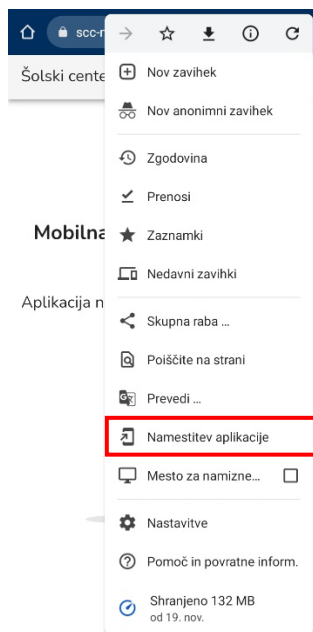 scc-r
Šolski cente
Nov zavihek
Nov anonimni zavihek
Zgodovina
Prenosi
Mobilna
Zaznamki
Nedavni zavihki
Aplikacija n
Skupna raba ...
Poiščite na strani
Prevedi ...
Namestitev aplikacije
Mesto za namizne...
Nastavitve
Pomoč in povratne inform.
Shranjeno 132 MB
od 19. nov.